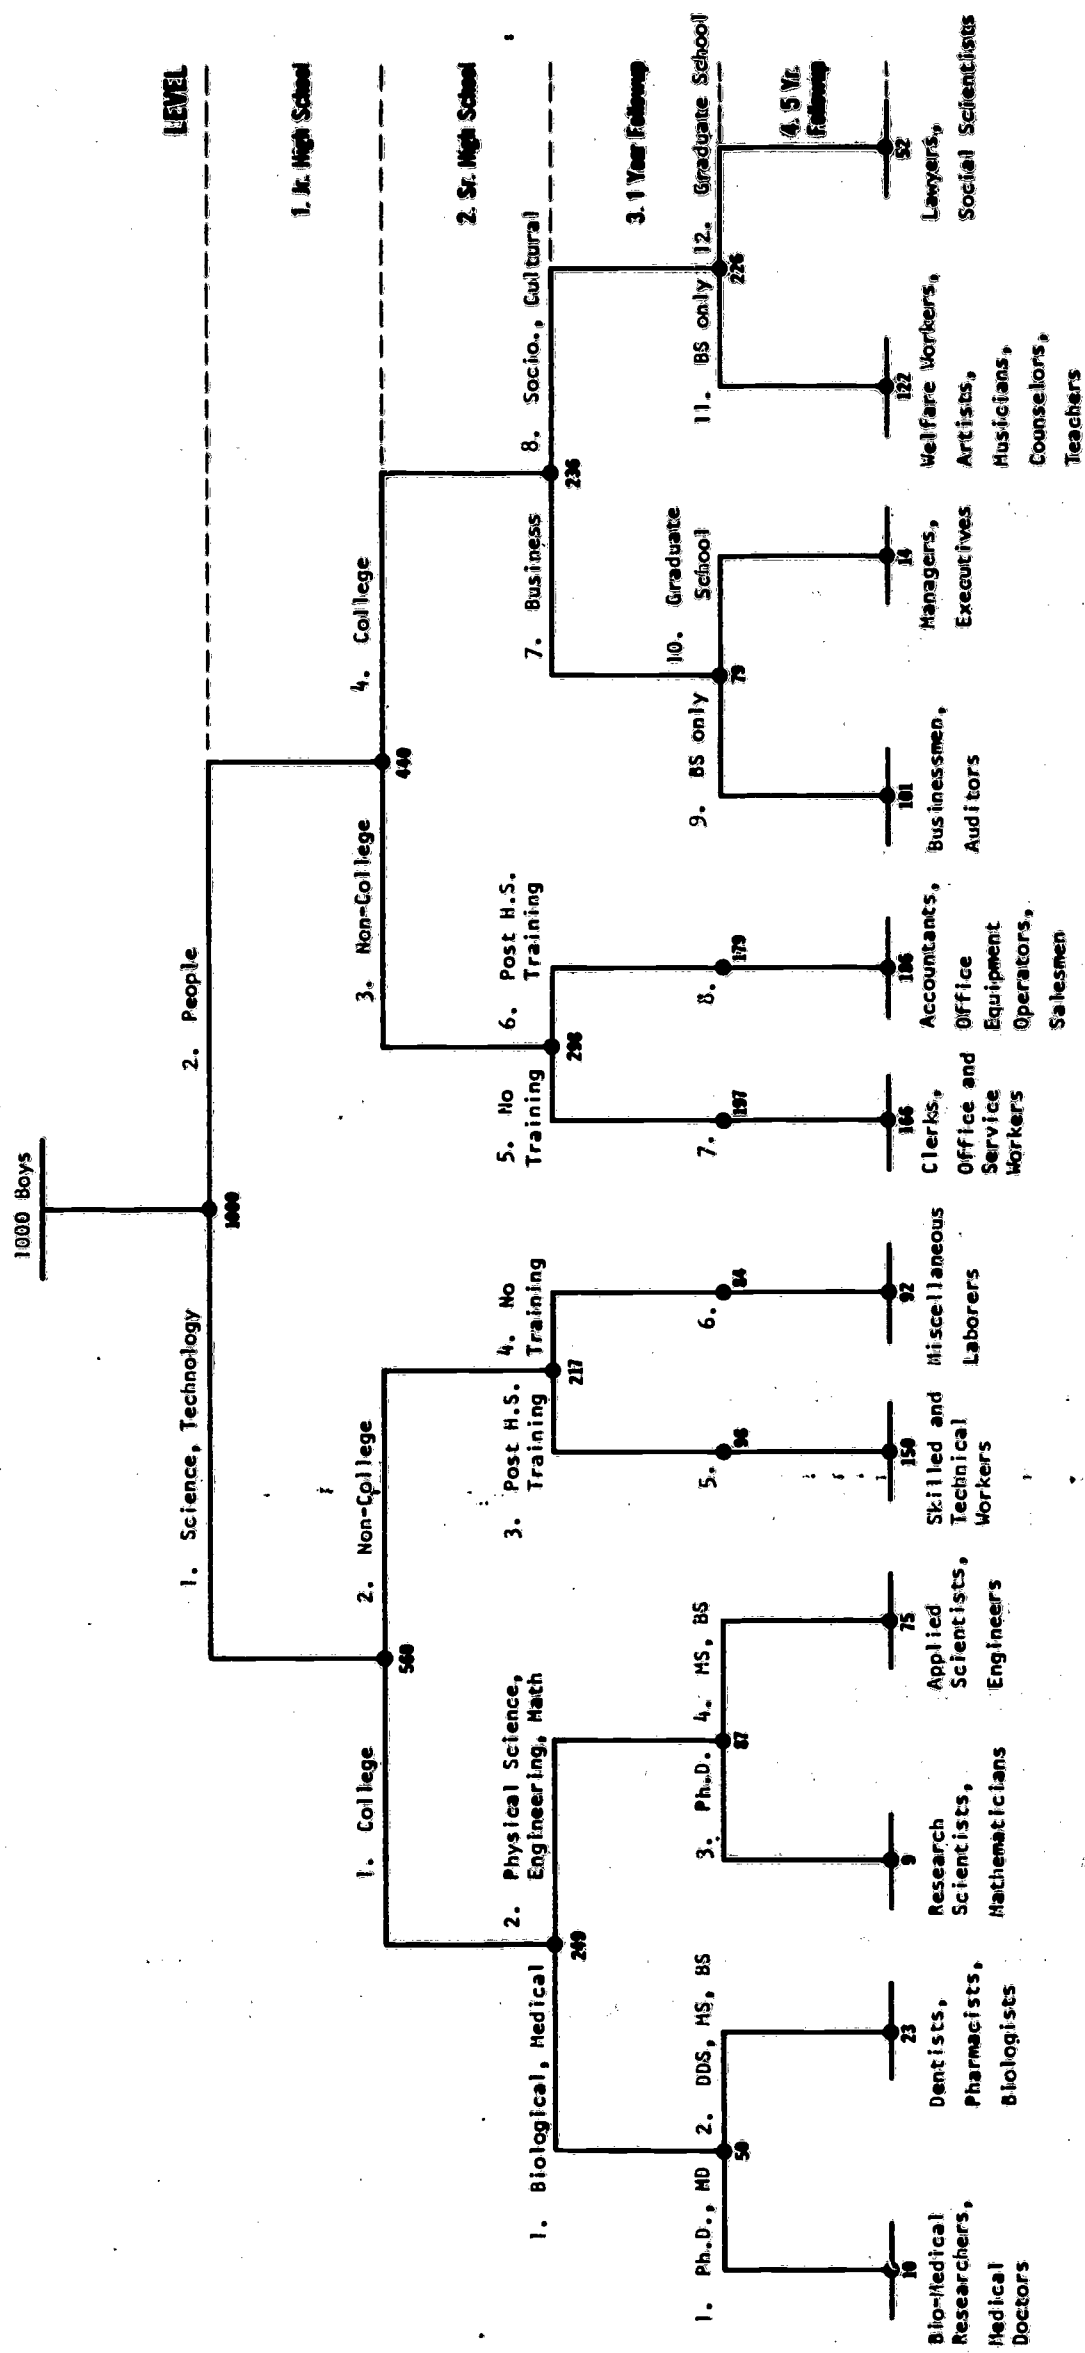 1000 Boys
LEVEL
1000
1. Science, Technology
2. People
1. Jr. High School
560
440
1. College
2. Non-College
3. Non-College
4. College
2. Sr. High School
249
217
298
236
1. Biological, Medical
2. Physical Science,
Engineering, Math
3. Post H.S.
Training
4. No
Training
5. No
Training
6. Post H.S.
Training
7. Business
8. Socio., Cultural
3. 1 Year Followup
50
87
5.
96
6.
84
7.
197
8.
179
79
226
1. Ph.D., MD
2. DDS, MS, BS
3. Ph.D.
4. MS, BS
9. BS only
10. Graduate
School
11. BS only
12. Graduate School
4. 5 Yr.
Followup
10
Bio-Medical
Researchers,
Medical
Doctors
23
Dentists,
Pharmacists,
Biologists
9
Research
Scientists,
Mathematicians
75
Applied
Scientists,
Engineers
150
Skilled and
Technical
Workers
92
Miscellaneous
Laborers
166
Clerks,
Office and
Service
Workers
186
Accountants,
Office
Equipment
Operators,
Salesmen
101
Businessmen,
Auditors
14
Managers,
Executives
122
Welfare Workers,
Artists,
Musicians,
Counselors,
Teachers
52
Lawyers,
Social Scientists